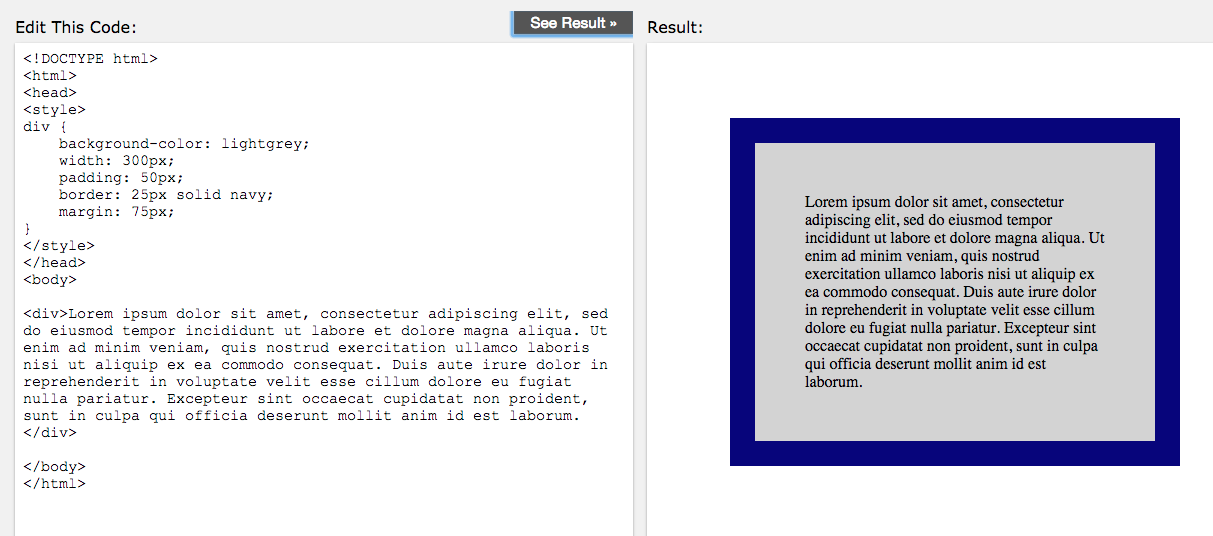 Edit This Code:
See Result »
Result:
<!DOCTYPE html>
<html>
<head>
<style>
div {
    background-color: lightgrey;
    width: 300px;
    padding: 50px;
    border: 25px solid navy;
    margin: 75px;
}
</style>
</head>
<body>

<div>Lorem ipsum dolor sit amet, consectetur adipiscing elit, sed
do eiusmod tempor incididunt ut labore et dolore magna aliqua. Ut
enim ad minim veniam, quis nostrud exercitation ullamco laboris
nisi ut aliquip ex ea commodo consequat. Duis aute irure dolor in
reprehenderit in voluptate velit esse cillum dolore eu fugiat
nulla pariatur. Excepteur sint occaecat cupidatat non proident,
sunt in culpa qui officia deserunt mollit anim id est laborum.
</div>

</body>
</html>
Lorem ipsum dolor sit amet, consectetur
adipiscing elit, sed do eiusmod tempor
incididunt ut labore et dolore magna aliqua. Ut
enim ad minim veniam, quis nostrud
exercitation ullamco laboris nisi ut aliquip ex
ea commodo consequat. Duis aute irure dolor
in reprehenderit in voluptate velit esse cillum
dolore eu fugiat nulla pariatur. Excepteur sint
occaecat cupidatat non proident, sunt in culpa
qui officia deserunt mollit anim id est
laborum.